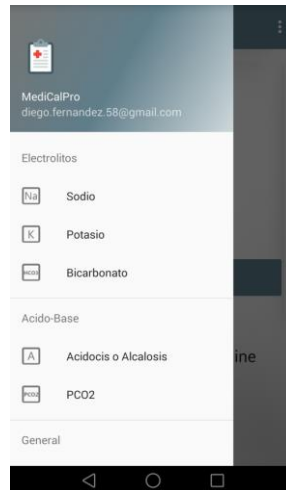 MediCalPro
diego.fernandez.58@gmail.com
Electrolitos
Na Sodio
K Potasio
HCO3 Bicarbonato
Acido-Base
A Acidocis o Alcalosis
ine
PCO2 PCO2
General